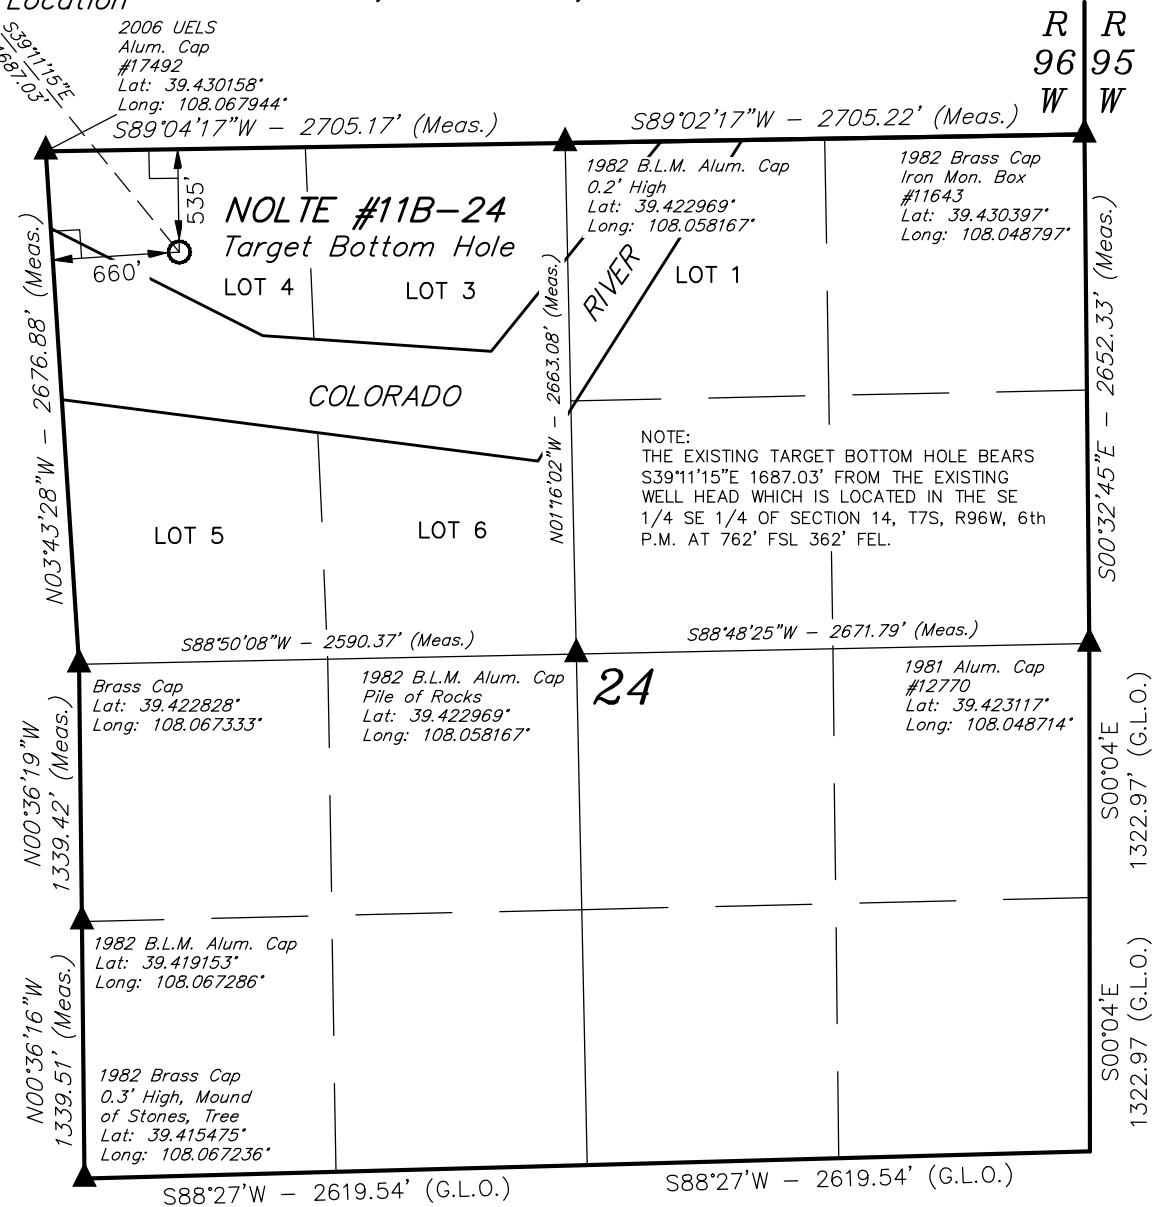 Location
S39°11'15"E
1687.03'
2006 UELS
Alum. Cap
#17492
Lat: 39.430158°
Long: 108.067944°
R R
96 95
W W
S89°04'17"W - 2705.17' (Meas.)
S89°02'17"W - 2705.22' (Meas.)
1982 B.L.M. Alum. Cap
0.2' High
Lat: 39.422969°
Long: 108.058167°
1982 Brass Cap
Iron Mon. Box
#11643
Lat: 39.430397°
Long: 108.048797°
535'
660'
NOLTE #11B-24
Target Bottom Hole
LOT 4
LOT 3
RIVER
LOT 1
COLORADO
N03°43'28"W - 2676.88' (Meas.)
N01°16'02"W - 2663.08' (Meas.)
S00°32'45"E - 2652.33' (Meas.)
NOTE:
THE EXISTING TARGET BOTTOM HOLE BEARS
S39°11'15"E 1687.03' FROM THE EXISTING
WELL HEAD WHICH IS LOCATED IN THE SE
1/4 SE 1/4 OF SECTION 14, T7S, R96W, 6th
P.M. AT 762' FSL 362' FEL.
LOT 5
LOT 6
S88°50'08"W - 2590.37' (Meas.)
S88°48'25"W - 2671.79' (Meas.)
Brass Cap
Lat: 39.422828°
Long: 108.067333°
1982 B.L.M. Alum. Cap
Pile of Rocks
Lat: 39.422969°
Long: 108.058167°
24
1981 Alum. Cap
#12770
Lat: 39.423117°
Long: 108.048714°
N00°36'19"W
1339.42' (Meas.)
S00°04'E
1322.97' (G.L.O.)
1982 B.L.M. Alum. Cap
Lat: 39.419153°
Long: 108.067286°
N00°36'16"W
1339.51' (Meas.)
S00°04'E
1322.97 (G.L.O.)
1982 Brass Cap
0.3' High, Mound
of Stones, Tree
Lat: 39.415475°
Long: 108.067236°
S88°27'W - 2619.54' (G.L.O.)
S88°27'W - 2619.54' (G.L.O.)